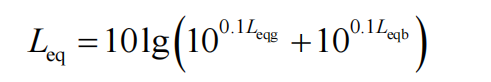 L_eq = 10lg(10^{0.1L_eqg} + 10^{0.1L_eqb})